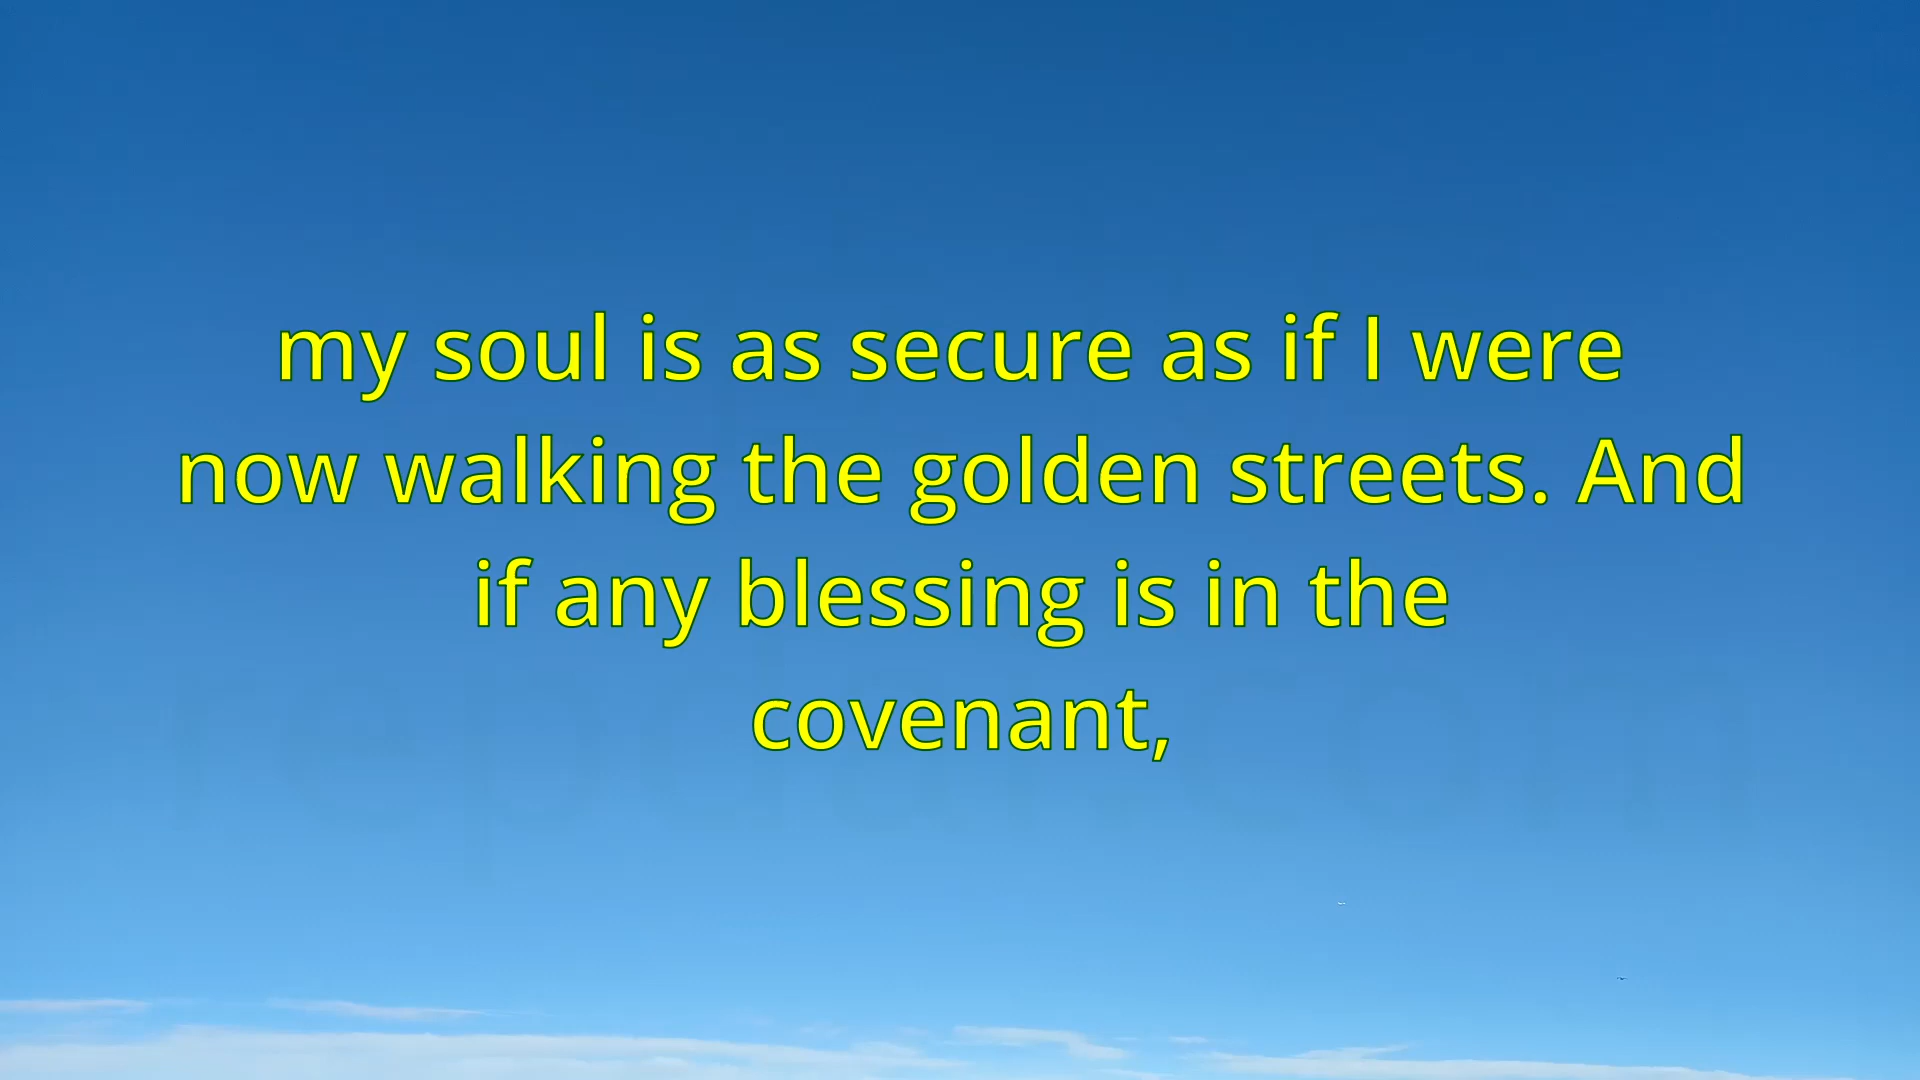 my soul is as secure as if I were
now walking the golden streets. And
if any blessing is in the
covenant,